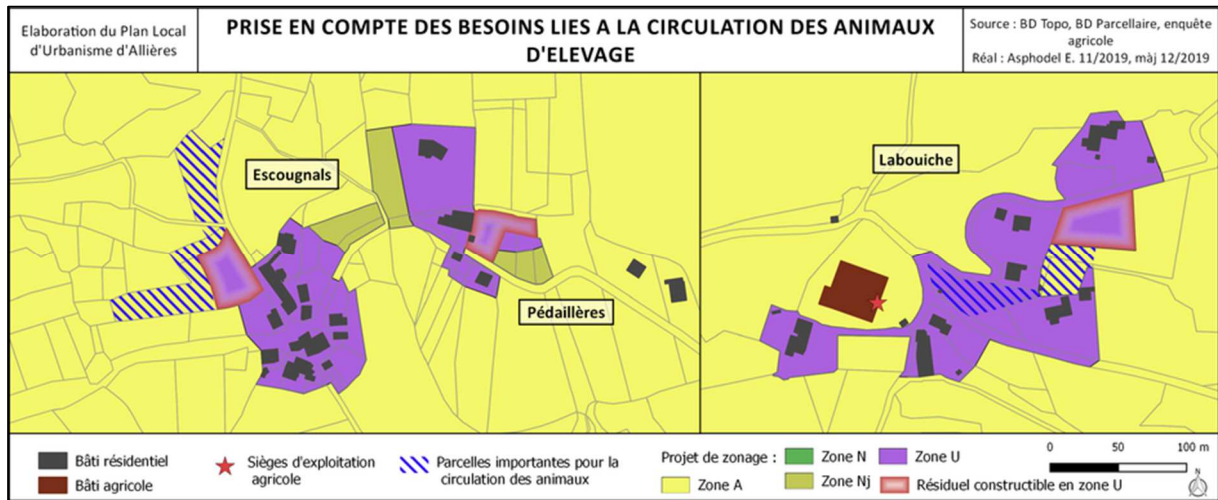 Elaboration du Plan Local
d'Urbanisme d'Allières
PRISE EN COMPTE DES BESOINS LIES A LA CIRCULATION DES ANIMAUX
D'ELEVAGE
Source : BD Topo, BD Parcellaire, enquête
agricole
Réal : Asphodel E. 11/2019, màj 12/2019
Escougnals
Pédaillères
Labouiche
Bâti résidentiel
Bâti agricole
Sièges d'exploitation
agricole
Parcelles importantes pour la
circulation des animaux
Projet de zonage :
Zone A
Zone N
Zone Nj
Zone U
Résiduel constructible en zone U
0 50 100 m
N